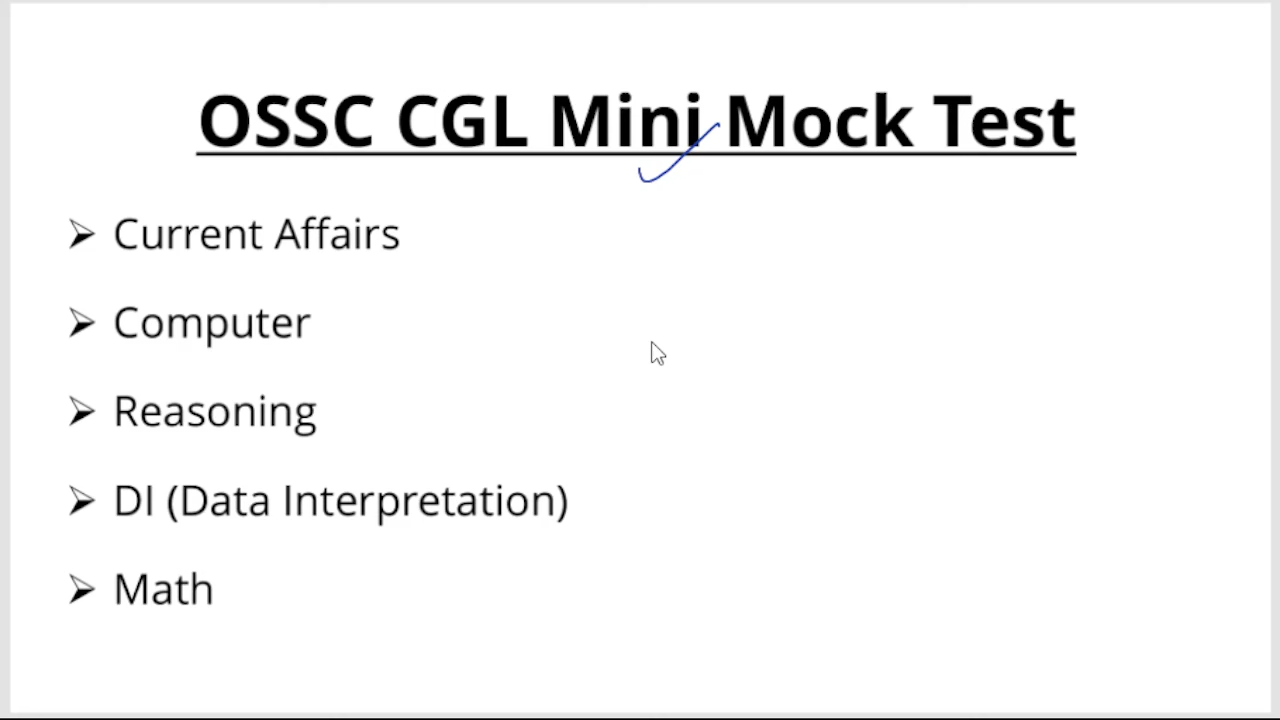 OSSC CGL Mini Mock Test
➢ Current Affairs
➢ Computer
➢ Reasoning
➢ DI (Data Interpretation)
➢ Math